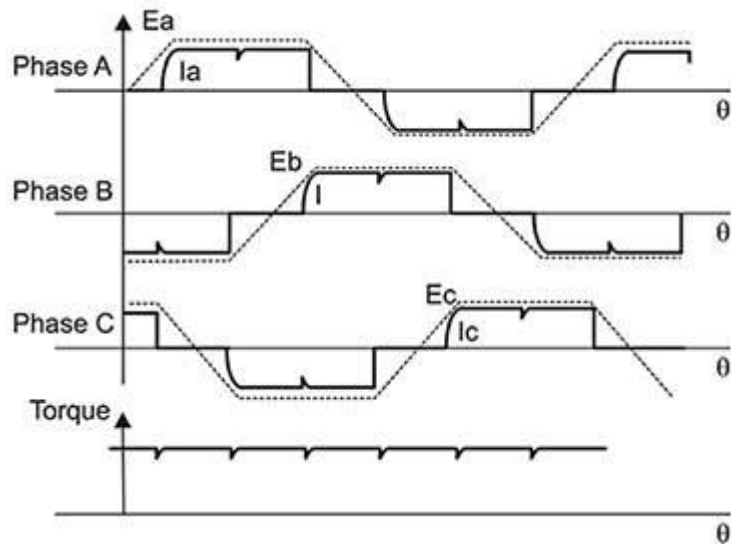 Ea
Phase A
Ia
θ
Eb
Phase B
I
θ
Ec
Phase C
Ic
θ
Torque
θ